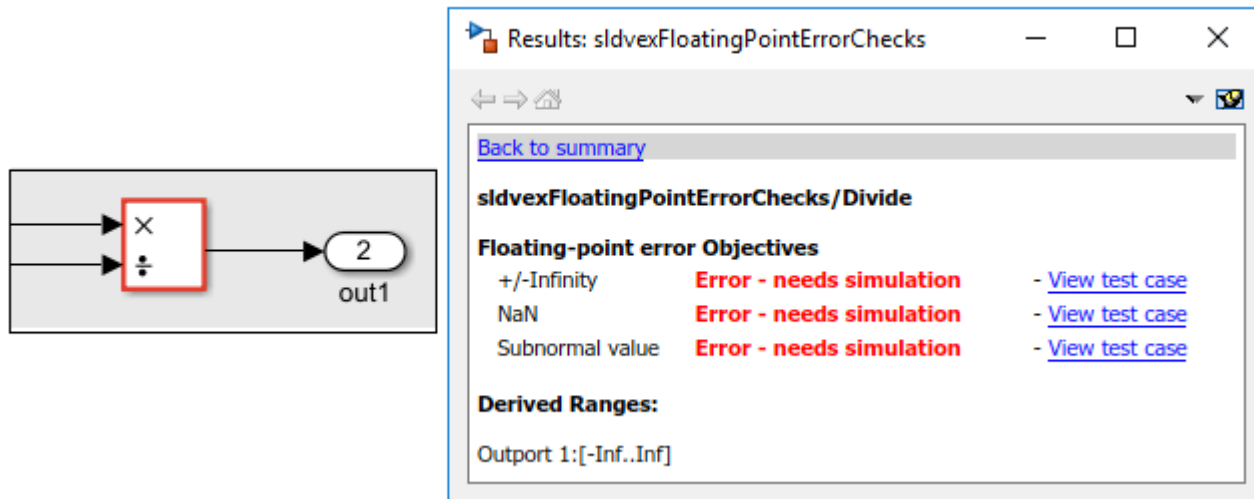 ×
÷
2
out1
Results: sldvexFloatingPointErrorChecks
Back to summary
sldvexFloatingPointErrorChecks/Divide
Floating-point error Objectives
+/-Infinity Error - needs simulation - View test case
NaN Error - needs simulation - View test case
Subnormal value Error - needs simulation - View test case
Derived Ranges:
Outport 1:[-Inf..Inf]